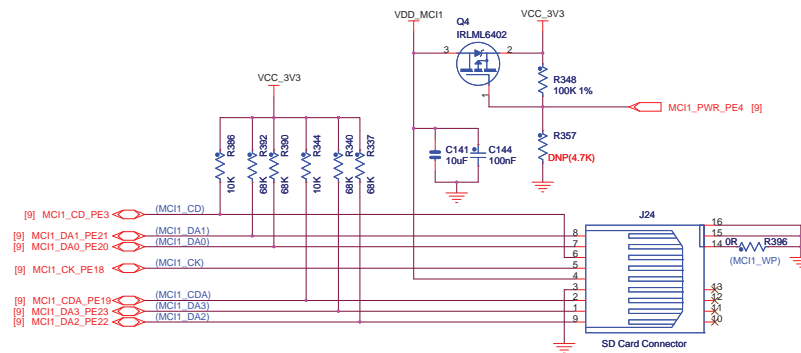 VDD_MCI1
Q4
VCC_3V3
IRLML6402
3
2
1
R348
100K 1%
MCI1_PWR_PE4 [9]
VCC_3V3
R357
DNP(4.7K)
C141
10uF
C144
100nF
R386
10K
R392
68K
R390
68K
R344
10K
R340
68K
R337
68K
[9] MCI1_CD_PE3
(MCI1_CD)
[9] MCI1_DA1_PE21
(MCI1_DA1)
[9] MCI1_DA0_PE20
(MCI1_DA0)
[9] MCI1_CK_PE18
(MCI1_CK)
[9] MCI1_CDA_PE19
(MCI1_CDA)
[9] MCI1_DA3_PE23
(MCI1_DA3)
[9] MCI1_DA2_PE22
(MCI1_DA2)
J24
8
7
6
5
4
3
2
1
9
16
15
14
13
12
11
10
0R
R396
(MCI1_WP)
SD Card Connector